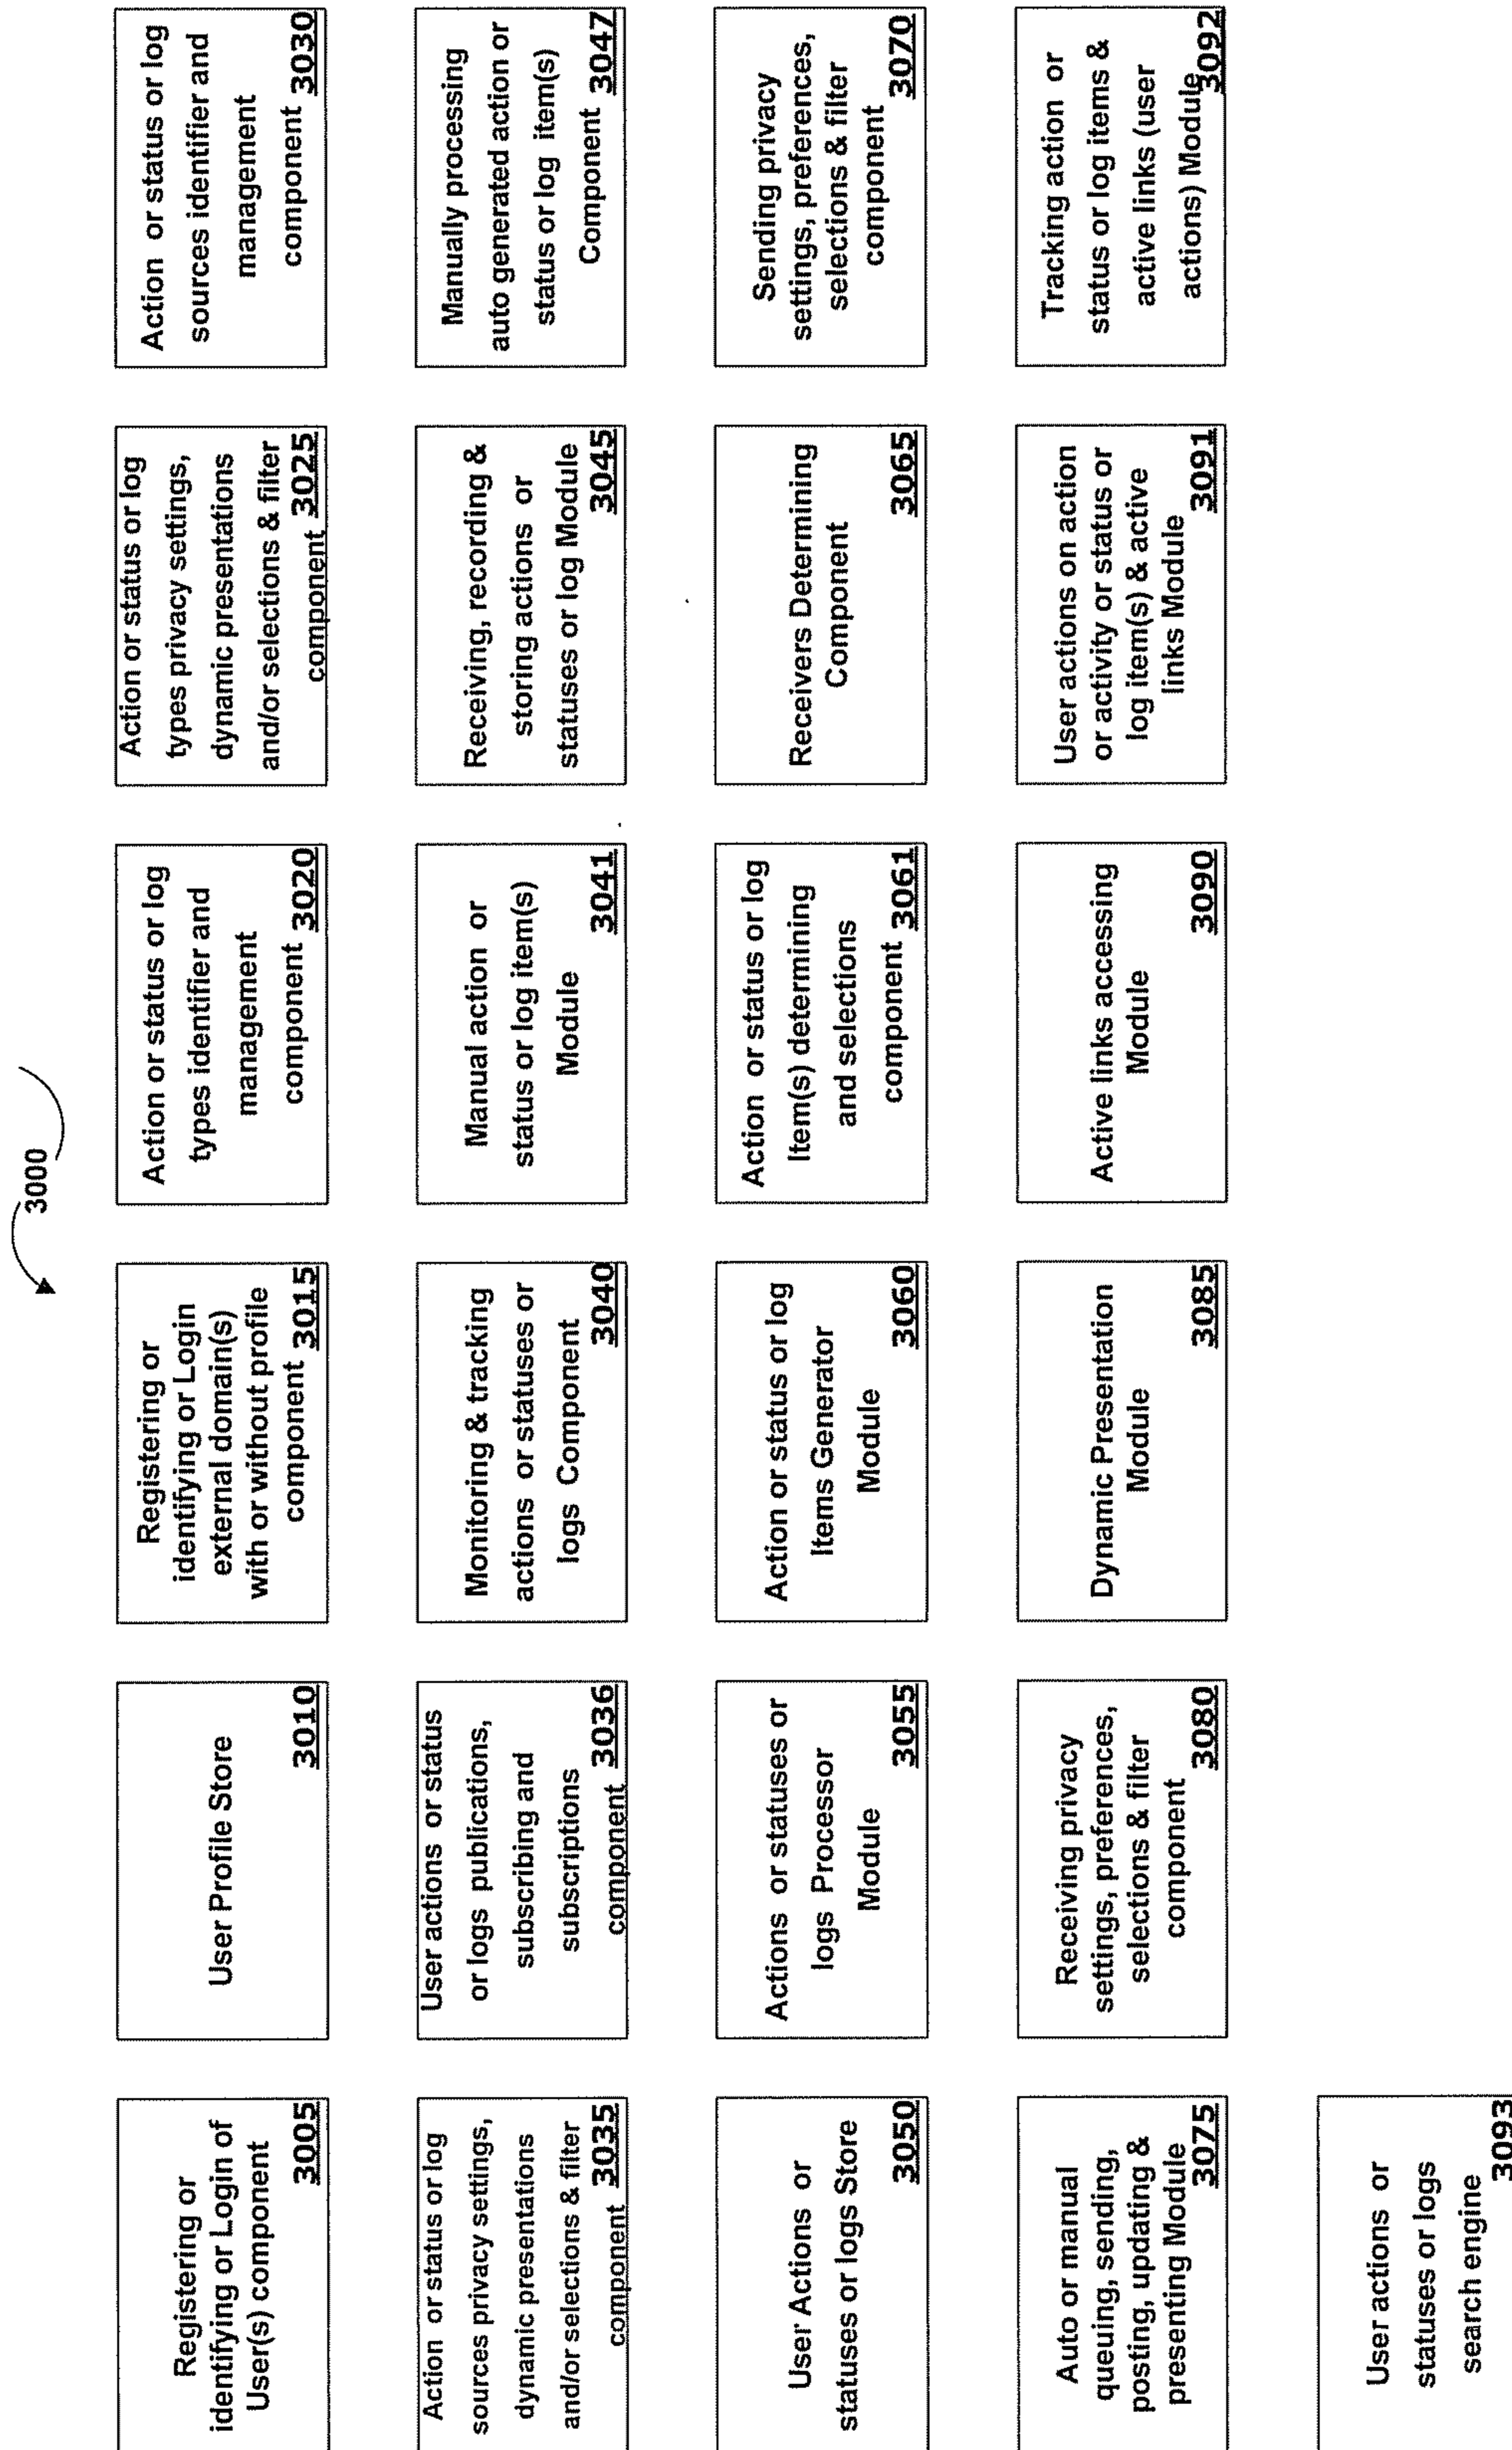 3000
Registering or
identifying or Login of
User(s) component
3005
User Profile Store
3010
Registering or
identifying or Login
external domain(s)
with or without profile
component 3015
Action or status or log
types identifier and
management
component 3020
Action or status or log
types privacy settings,
dynamic presentations
and/or selections & filter
component 3025
Action or status or log
sources identifier and
management
component 3030
Action or status or log
sources privacy settings,
dynamic presentations
and/or selections & filter
component 3035
User actions or status
or logs publications,
subscribing and
subscriptions
component 3036
Monitoring & tracking
actions or statuses or
logs Component
3040
Manual action or
status or log item(s)
Module
3041
Receiving, recording &
storing actions or
statuses or log Module
3045
Manually processing
auto generated action or
status or log item(s)
Component 3047
User Actions or
statuses or logs Store
3050
Actions or statuses or
logs Processor
Module
3055
Action or status or log
Items Generator
Module
3060
Action or status or log
Item(s) determining
and selections
component 3061
Receivers Determining
Component
3065
Sending privacy
settings, preferences,
selections & filter
component
3070
Auto or manual
queuing, sending,
posting, updating &
presenting Module
3075
Receiving privacy
settings, preferences,
selections & filter
component
3080
Dynamic Presentation
Module
3085
Active links accessing
Module
3090
User actions on action
or activity or status or
log item(s) & active
links Module
3091
Tracking action or
status or log items &
active links (user
actions) Module
3092
User actions or
statuses or logs
search engine
3093